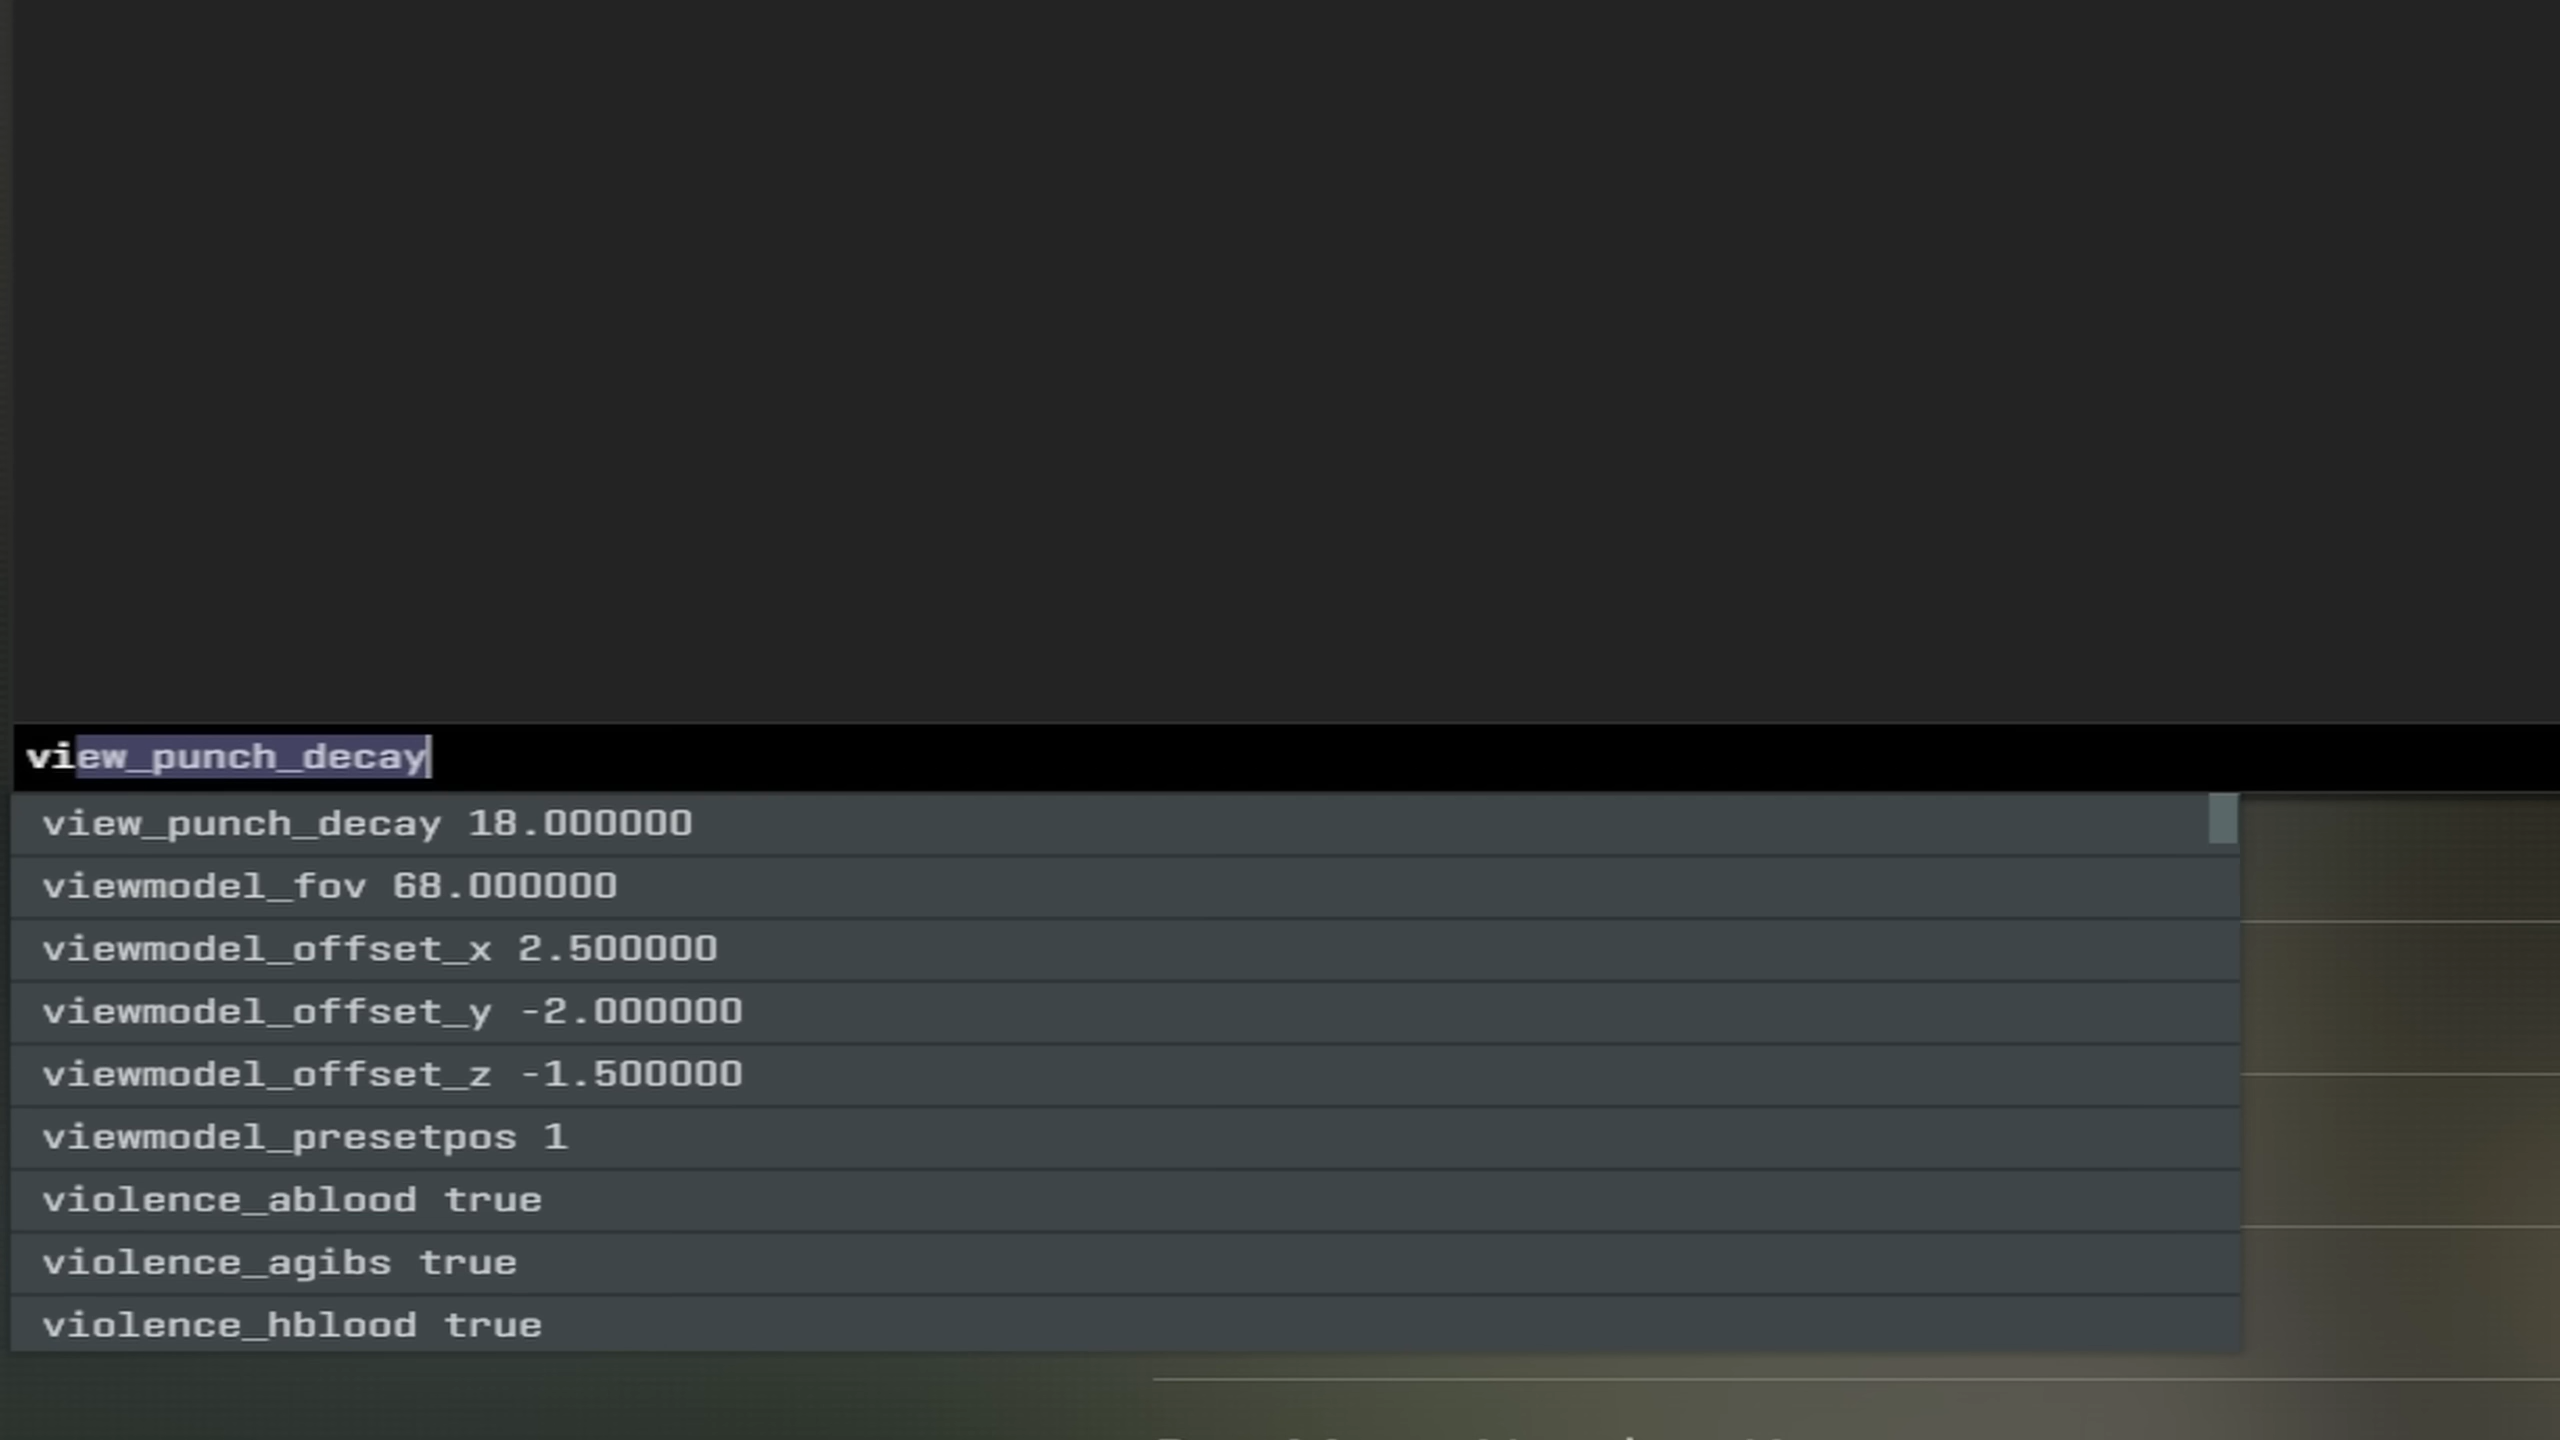 view_punch_decay
view_punch_decay 18.000000
viewmodel_fov 68.000000
viewmodel_offset_x 2.500000
viewmodel_offset_y -2.000000
viewmodel_offset_z -1.500000
viewmodel_presetpos 1
violence_ablood true
violence_agibs true
violence_hblood true